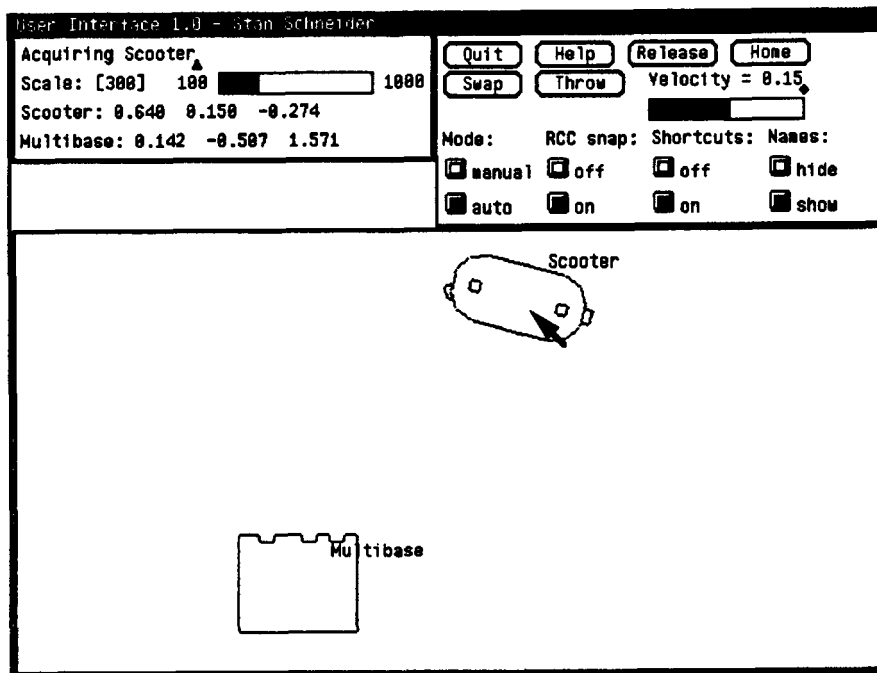 User Interface 1.0 - Stan Schneider
Acquiring Scooter
Scale: [300] 100 1000
Scooter: 0.640 0.150 -0.274
Multibase: 0.142 -0.507 1.571
Quit Help Release Home
Swap Throw Velocity = 0.15
Mode: RCC snap: Shortcuts: Names:
manual off off hide
auto on on show
Scooter
Multibase